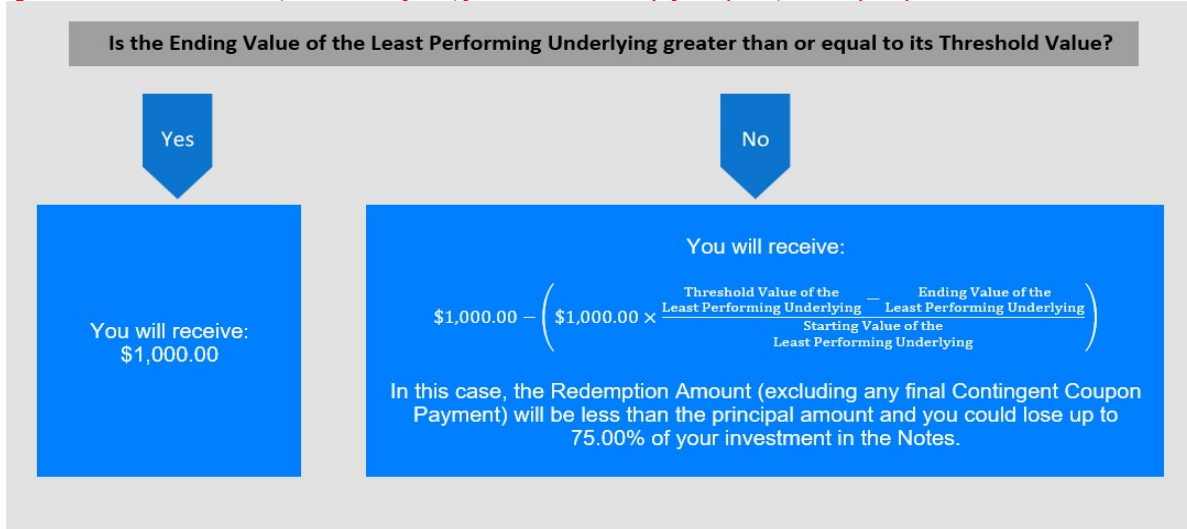 Is the Ending Value of the Least Performing Underlying greater than or equal to its Threshold Value?
Yes
No
You will receive:
$1,000.00
You will receive:
$1,000.00 − ( $1,000.00 × (Threshold Value of the Least Performing Underlying − Ending Value of the Least Performing Underlying) / Starting Value of the Least Performing Underlying )
In this case, the Redemption Amount (excluding any final Contingent Coupon
Payment) will be less than the principal amount and you could lose up to
75.00% of your investment in the Notes.